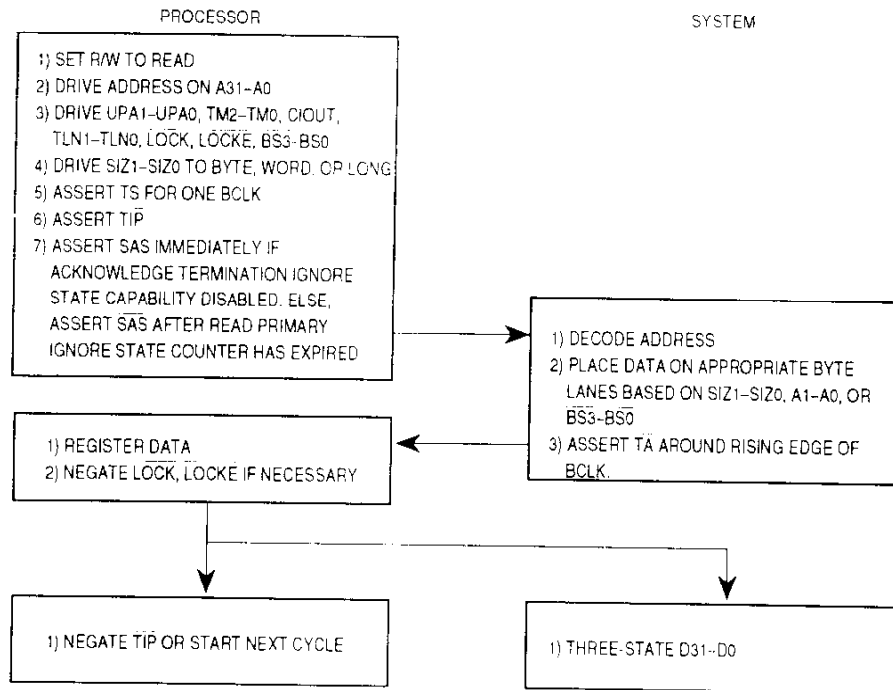 PROCESSOR
SYSTEM
1) SET R/W TO READ
2) DRIVE ADDRESS ON A31–A0
3) DRIVE UPA1–UPA0, TM2–TM0, CIOUT,
TLN1–TLN0, LOCK, LOCKE, BS3–BS0
4) DRIVE SIZ1–SIZ0 TO BYTE, WORD, OR LONG
5) ASSERT TS FOR ONE BCLK
6) ASSERT TIP
7) ASSERT SAS IMMEDIATELY IF
ACKNOWLEDGE TERMINATION IGNORE
STATE CAPABILITY DISABLED. ELSE,
ASSERT SAS AFTER READ PRIMARY
IGNORE STATE COUNTER HAS EXPIRED
1) DECODE ADDRESS
2) PLACE DATA ON APPROPRIATE BYTE
LANES BASED ON SIZ1–SIZ0, A1–A0, OR
BS3–BS0
3) ASSERT TA AROUND RISING EDGE OF
BCLK.
1) REGISTER DATA
2) NEGATE LOCK, LOCKE IF NECESSARY
1) NEGATE TIP OR START NEXT CYCLE
1) THREE-STATE D31–D0